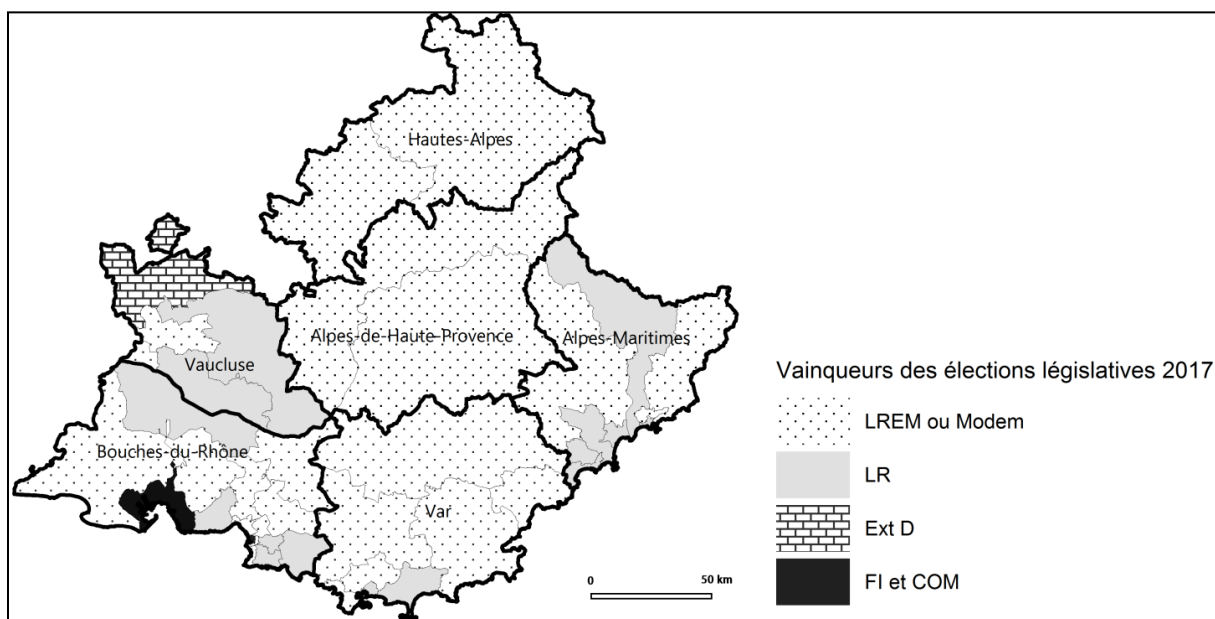 Hautes-Alpes
Alpes-de-Haute-Provence
Alpes-Maritimes
Vaucluse
Bouches-du-Rhône
Var
0 50 km
Vainqueurs des élections législatives 2017
LREM ou Modem
LR
Ext D
FI et COM